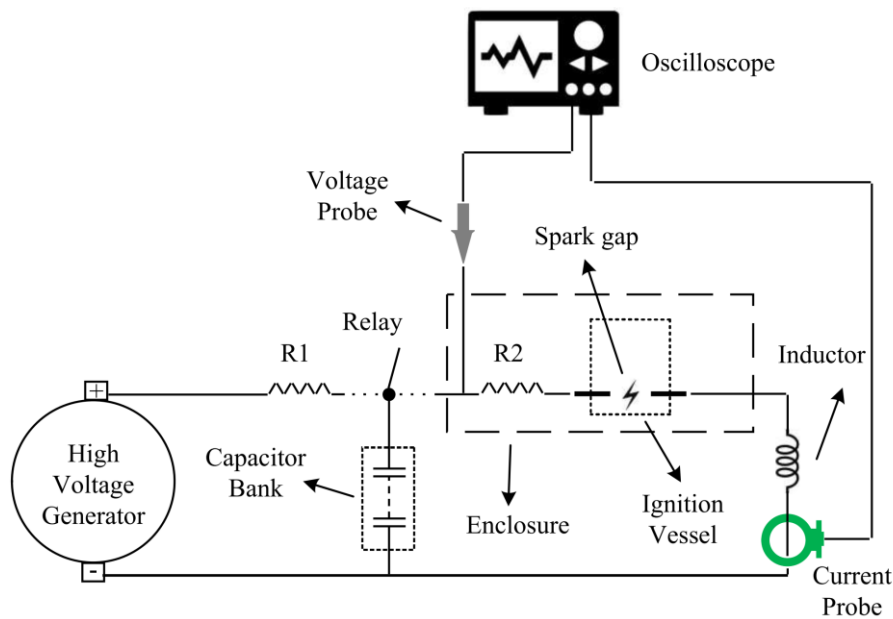 Oscilloscope
Voltage
Probe
Spark gap
Relay
R1
R2
Inductor
+
High
Voltage
Generator
Capacitor
Bank
Enclosure
Ignition
Vessel
-
Current
Probe